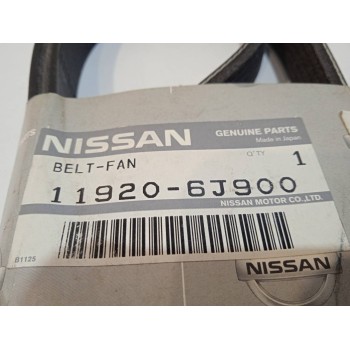 NISSAN GENUINE PARTS
Made in Japan
BELT-FAN Q'TY 1
11920-6J900
NISSAN MOTOR CO.,LTD.
B1125
NISSAN